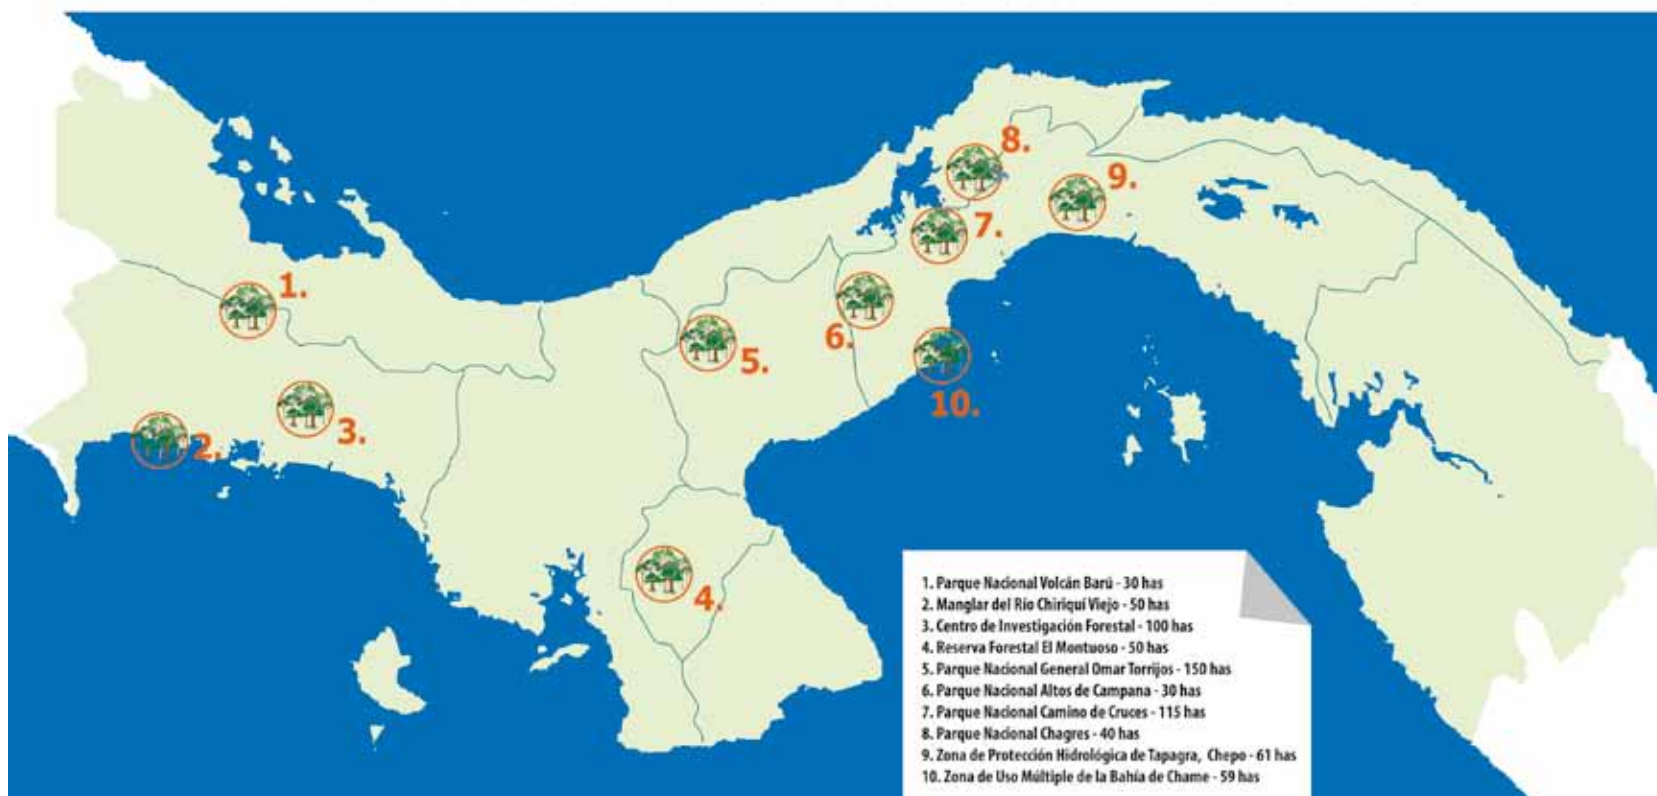 8.
9.
7.
1.
6.
5.
10.
3.
2.
4.
1. Parque Nacional Volcán Barú - 30 has
2. Manglar del Río Chiriquí Viejo - 50 has
3. Centro de Investigación Forestal - 100 has
4. Reserva Forestal El Montuoso - 50 has
5. Parque Nacional General Omar Torrijos - 150 has
6. Parque Nacional Altos de Campana - 30 has
7. Parque Nacional Camino de Cruces - 115 has
8. Parque Nacional Chagres - 40 has
9. Zona de Protección Hidrológica de Tapagra, Chepo - 61 has
10. Zona de Uso Múltiple de la Bahía de Chame - 59 has